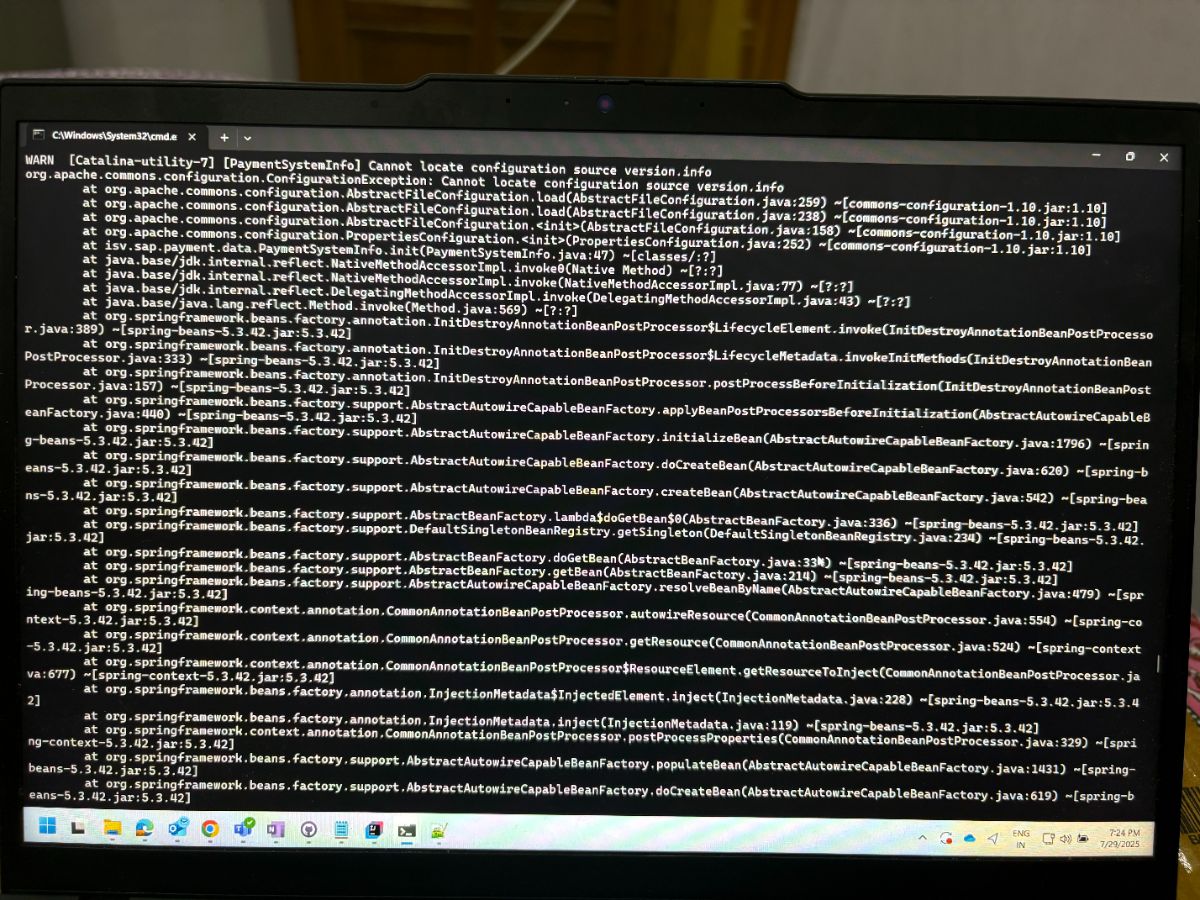 C:\Windows\System32\cmd.e
WARN [Catalina-utility-7] [PaymentSystemInfo] Cannot locate configuration source version.info
org.apache.commons.configuration.ConfigurationException: Cannot locate configuration source version.info
at org.apache.commons.configuration.AbstractFileConfiguration.load(AbstractFileConfiguration.java:259) ~[commons-configuration-1.10.jar:1.10]
at org.apache.commons.configuration.AbstractFileConfiguration.load(AbstractFileConfiguration.java:238) ~[commons-configuration-1.10.jar:1.10]
at org.apache.commons.configuration.AbstractFileConfiguration.<init>(AbstractFileConfiguration.java:158) ~[commons-configuration-1.10.jar:1.10]
at org.apache.commons.configuration.PropertiesConfiguration.<init>(PropertiesConfiguration.java:252) ~[commons-configuration-1.10.jar:1.10]
at isv.sap.payment.data.PaymentSystemInfo.init(PaymentSystemInfo.java:47) ~[classes/:?]
at java.base/jdk.internal.reflect.NativeMethodAccessorImpl.invoke0(Native Method) ~[?:?]
at java.base/jdk.internal.reflect.NativeMethodAccessorImpl.invoke(NativeMethodAccessorImpl.java:77) ~[?:?]
at java.base/jdk.internal.reflect.DelegatingMethodAccessorImpl.invoke(DelegatingMethodAccessorImpl.java:43) ~[?:?]
at java.base/java.lang.reflect.Method.invoke(Method.java:569) ~[?:?]
at org.springframework.beans.factory.annotation.InitDestroyAnnotationBeanPostProcessor$LifecycleElement.invoke(InitDestroyAnnotationBeanPostProcesso
r.java:389) ~[spring-beans-5.3.42.jar:5.3.42]
at org.springframework.beans.factory.annotation.InitDestroyAnnotationBeanPostProcessor$LifecycleMetadata.invokeInitMethods(InitDestroyAnnotationBean
PostProcessor.java:333) ~[spring-beans-5.3.42.jar:5.3.42]
at org.springframework.beans.factory.annotation.InitDestroyAnnotationBeanPostProcessor.postProcessBeforeInitialization(InitDestroyAnnotationBeanPost
Processor.java:157) ~[spring-beans-5.3.42.jar:5.3.42]
at org.springframework.beans.factory.support.AbstractAutowireCapableBeanFactory.applyBeanPostProcessorsBeforeInitialization(AbstractAutowireCapableB
eanFactory.java:440) ~[spring-beans-5.3.42.jar:5.3.42]
at org.springframework.beans.factory.support.AbstractAutowireCapableBeanFactory.initializeBean(AbstractAutowireCapableBeanFactory.java:1796) ~[sprin
g-beans-5.3.42.jar:5.3.42]
at org.springframework.beans.factory.support.AbstractAutowireCapableBeanFactory.doCreateBean(AbstractAutowireCapableBeanFactory.java:620) ~[spring-b
eans-5.3.42.jar:5.3.42]
at org.springframework.beans.factory.support.AbstractAutowireCapableBeanFactory.createBean(AbstractAutowireCapableBeanFactory.java:542) ~[spring-bea
ns-5.3.42.jar:5.3.42]
at org.springframework.beans.factory.support.AbstractBeanFactory.lambda$doGetBean$0(AbstractBeanFactory.java:336) ~[spring-beans-5.3.42.jar:5.3.42]
at org.springframework.beans.factory.support.DefaultSingletonBeanRegistry.getSingleton(DefaultSingletonBeanRegistry.java:234) ~[spring-beans-5.3.42.
jar:5.3.42]
at org.springframework.beans.factory.support.AbstractBeanFactory.doGetBean(AbstractBeanFactory.java:334) ~[spring-beans-5.3.42.jar:5.3.42]
at org.springframework.beans.factory.support.AbstractBeanFactory.getBean(AbstractBeanFactory.java:214) ~[spring-beans-5.3.42.jar:5.3.42]
at org.springframework.beans.factory.support.AbstractAutowireCapableBeanFactory.resolveBeanByName(AbstractAutowireCapableBeanFactory.java:479) ~[spr
ing-beans-5.3.42.jar:5.3.42]
at org.springframework.context.annotation.CommonAnnotationBeanPostProcessor.autowireResource(CommonAnnotationBeanPostProcessor.java:554) ~[spring-co
ntext-5.3.42.jar:5.3.42]
at org.springframework.context.annotation.CommonAnnotationBeanPostProcessor.getResource(CommonAnnotationBeanPostProcessor.java:524) ~[spring-context
-5.3.42.jar:5.3.42]
at org.springframework.context.annotation.CommonAnnotationBeanPostProcessor$ResourceElement.getResourceToInject(CommonAnnotationBeanPostProcessor.ja
va:677) ~[spring-context-5.3.42.jar:5.3.42]
at org.springframework.beans.factory.annotation.InjectionMetadata$InjectedElement.inject(InjectionMetadata.java:228) ~[spring-beans-5.3.42.jar:5.3.4
2]
at org.springframework.beans.factory.annotation.InjectionMetadata.inject(InjectionMetadata.java:119) ~[spring-beans-5.3.42.jar:5.3.42]
at org.springframework.context.annotation.CommonAnnotationBeanPostProcessor.postProcessProperties(CommonAnnotationBeanPostProcessor.java:329) ~[spri
ng-context-5.3.42.jar:5.3.42]
at org.springframework.beans.factory.support.AbstractAutowireCapableBeanFactory.populateBean(AbstractAutowireCapableBeanFactory.java:1431) ~[spring-
beans-5.3.42.jar:5.3.42]
at org.springframework.beans.factory.support.AbstractAutowireCapableBeanFactory.doCreateBean(AbstractAutowireCapableBeanFactory.java:619) ~[spring-b
eans-5.3.42.jar:5.3.42]
ENG
IN
7:24 PM
7/29/2025